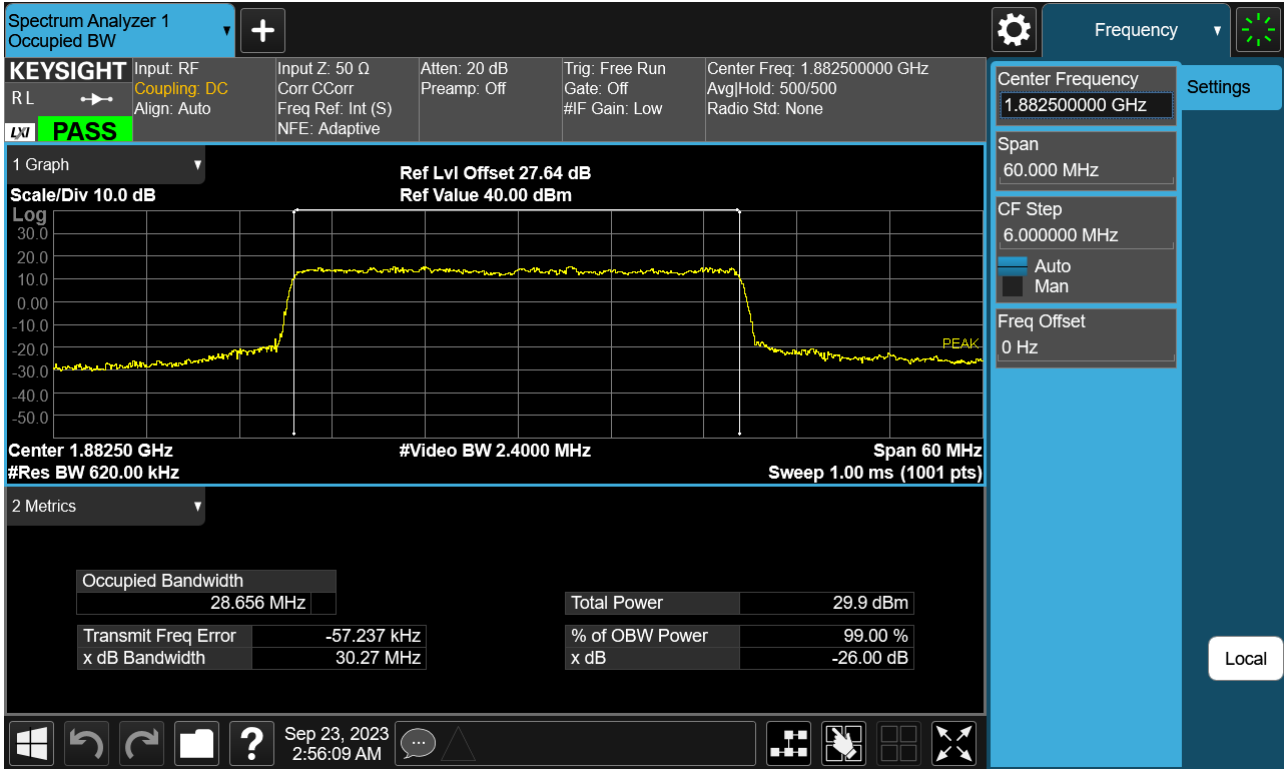 Spectrum Analyzer 1
Occupied BW
Frequency
KEYSIGHT
R L
LXI PASS
Input: RF
Coupling: DC
Align: Auto
Input Z: 50 Ω
Corr CCorr
Freq Ref: Int (S)
NFE: Adaptive
Atten: 20 dB
Preamp: Off
Trig: Free Run
Gate: Off
#IF Gain: Low
Center Freq: 1.882500000 GHz
Avg|Hold: 500/500
Radio Std: None
Center Frequency
1.882500000 GHz
Settings
Span
60.000 MHz
CF Step
6.000000 MHz
Auto
Man
Freq Offset
0 Hz
Local
1 Graph
Scale/Div 10.0 dB
Ref Lvl Offset 27.64 dB
Ref Value 40.00 dBm
Log
30.0
20.0
10.0
0.00
-10.0
-20.0
-30.0
-40.0
-50.0
PEAK
Center 1.88250 GHz
#Video BW 2.4000 MHz
Span 60 MHz
#Res BW 620.00 kHz
Sweep 1.00 ms (1001 pts)
2 Metrics
Occupied Bandwidth
28.656 MHz
Total Power 29.9 dBm
Transmit Freq Error -57.237 kHz
% of OBW Power 99.00 %
x dB Bandwidth 30.27 MHz
x dB -26.00 dB
?
Sep 23, 2023
2:56:09 AM